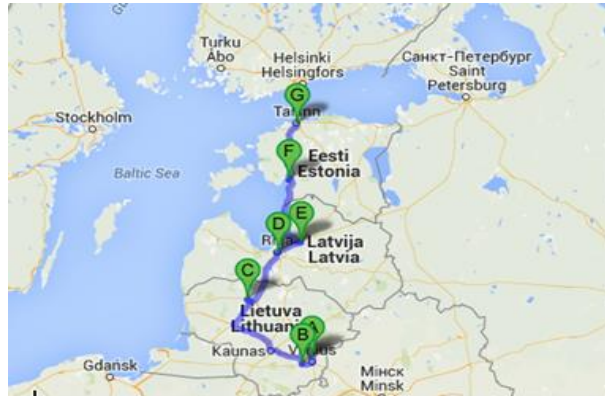 Turku
Åbo
Helsinki
Helsingfors
Санкт-Петербург
Saint
Petersburg
G
Stockholm
F
Eesti
Estonia
Baltic Sea
E
D
Latvija
Latvia
C
Lietuva
A
B
Kaunas
Gdańsk
Мінск
Minsk